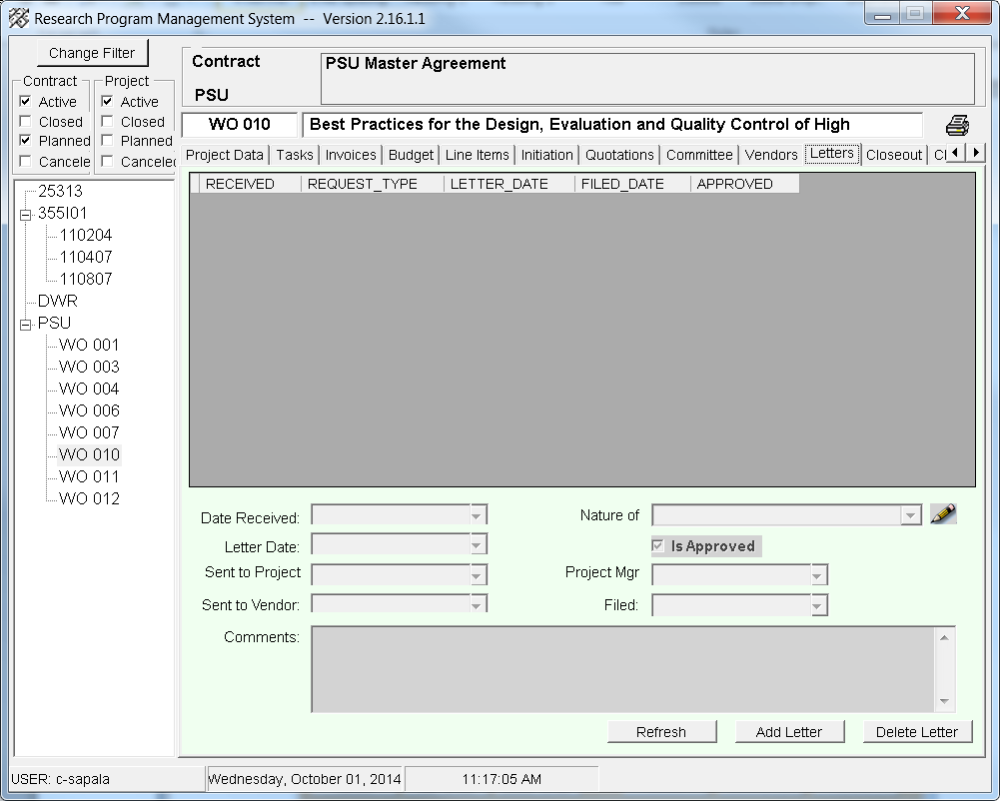 Research Program Management System -- Version 2.16.1.1
Change Filter
Contract Project
Active Active
Closed Closed
Planned Planned
Cancele Cancelec
Contract PSU Master Agreement
PSU
WO 010 Best Practices for the Design, Evaluation and Quality Control of High
Project Data Tasks Invoices Budget Line Items Initiation Quotations Committee Vendors Letters Closeout
RECEIVED REQUEST_TYPE LETTER_DATE FILED_DATE APPROVED
25313
355I01
110204
110407
110807
DWR
PSU
WO 001
WO 003
WO 004
WO 006
WO 007
WO 010
WO 011
WO 012
Date Received: Nature of
Letter Date: Is Approved
Sent to Project Project Mgr
Sent to Vendor: Filed:
Comments:
Refresh Add Letter Delete Letter
USER: c-sapala Wednesday, October 01, 2014 11:17:05 AM